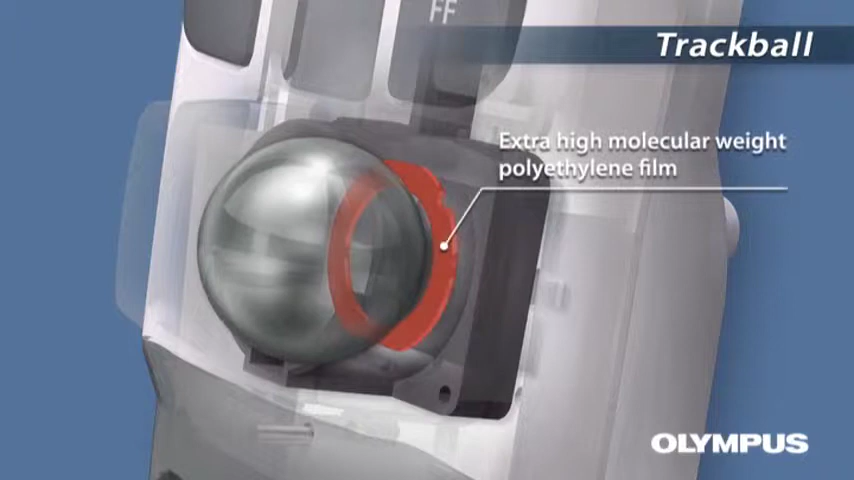 FF
Trackball
Extra high molecular weight
polyethylene film
OLYMPUS